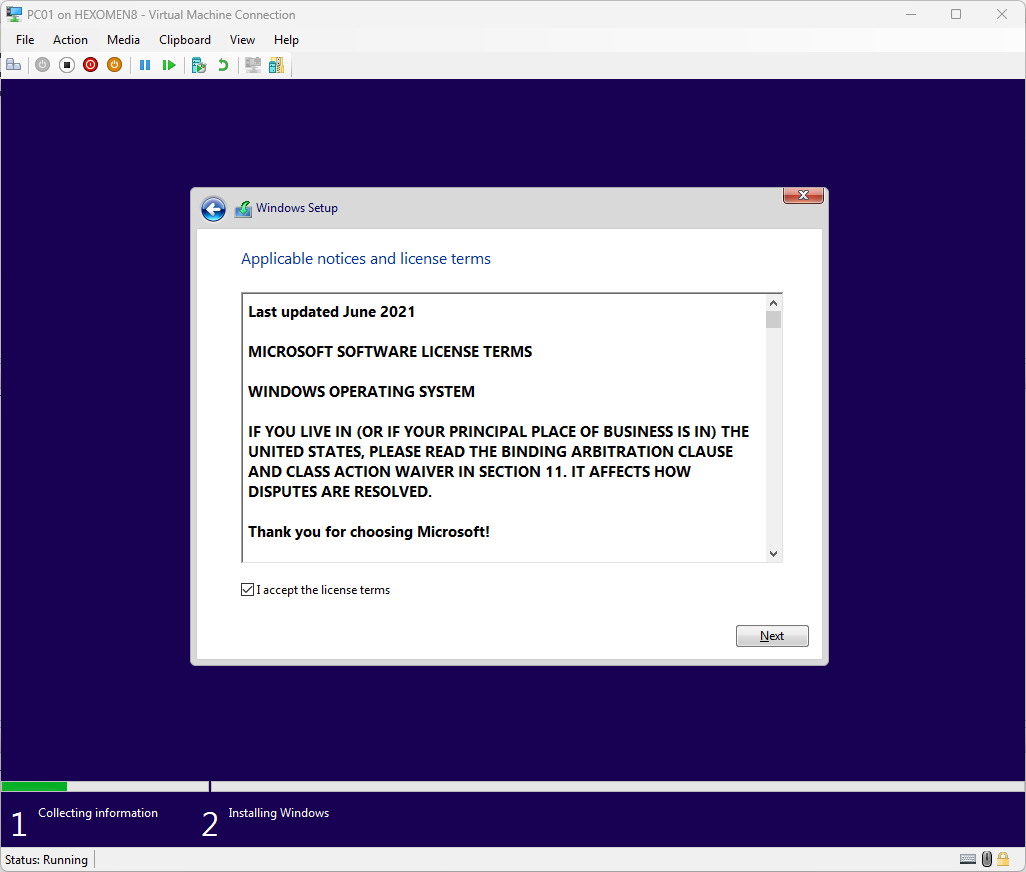 PC01 on HEXOMEN8 - Virtual Machine Connection
File Action Media Clipboard View Help
Windows Setup
Applicable notices and license terms
Last updated June 2021
MICROSOFT SOFTWARE LICENSE TERMS
WINDOWS OPERATING SYSTEM
IF YOU LIVE IN (OR IF YOUR PRINCIPAL PLACE OF BUSINESS IS IN) THE
UNITED STATES, PLEASE READ THE BINDING ARBITRATION CLAUSE
AND CLASS ACTION WAIVER IN SECTION 11. IT AFFECTS HOW
DISPUTES ARE RESOLVED.
Thank you for choosing Microsoft!
I accept the license terms
Next
1 Collecting information
2 Installing Windows
Status: Running